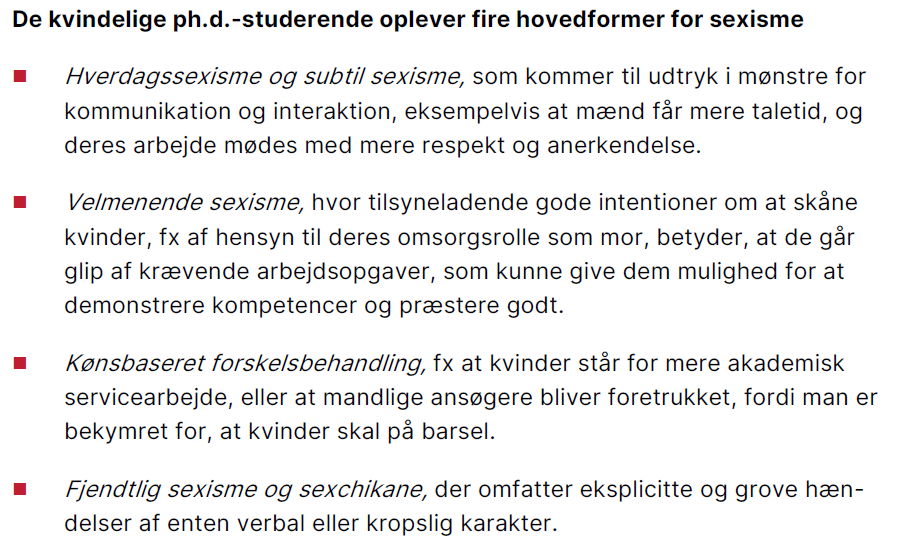 De kvindelige ph.d.-studerende oplever fire hovedformer for sexisme
Hverdagssexisme og subtil sexisme, som kommer til udtryk i mønstre for
kommunikation og interaktion, eksempelvis at mænd får mere taletid, og
deres arbejde mødes med mere respekt og anerkendelse.
Velmenende sexisme, hvor tilsyneladende gode intentioner om at skåne
kvinder, fx af hensyn til deres omsorgsrolle som mor, betyder, at de går
glip af krævende arbejdsopgaver, som kunne give dem mulighed for at
demonstrere kompetencer og præstere godt.
Kønsbaseret forskelsbehandling, fx at kvinder står for mere akademisk
servicearbejde, eller at mandlige ansøgere bliver foretrukket, fordi man er
bekymret for, at kvinder skal på barsel.
Fjendtlig sexisme og sexchikane, der omfatter eksplicitte og grove hæn-
delser af enten verbal eller kropslig karakter.